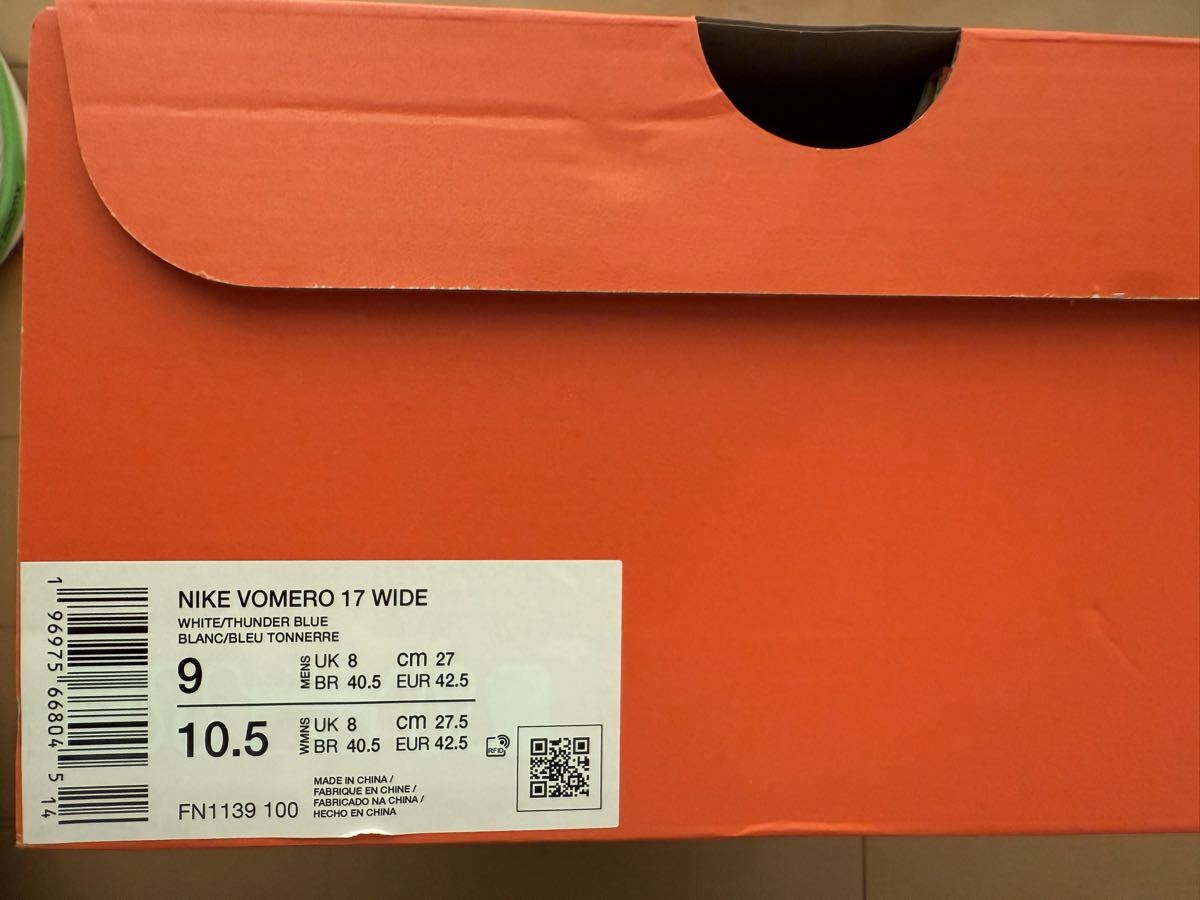 NIKE VOMERO 17 WIDE
WHITE/THUNDER BLUE
BLANC/BLEU TONNERRE
9 MENS UK 8 cm 27
BR 40.5 EUR 42.5
10.5 WMNS UK 8 cm 27.5
BR 40.5 EUR 42.5
RFID
FN1139 100
MADE IN CHINA /
FABRIQUE EN CHINE /
FABRICADO NA CHINA /
HECHO EN CHINA
1 96975 66804 5 14